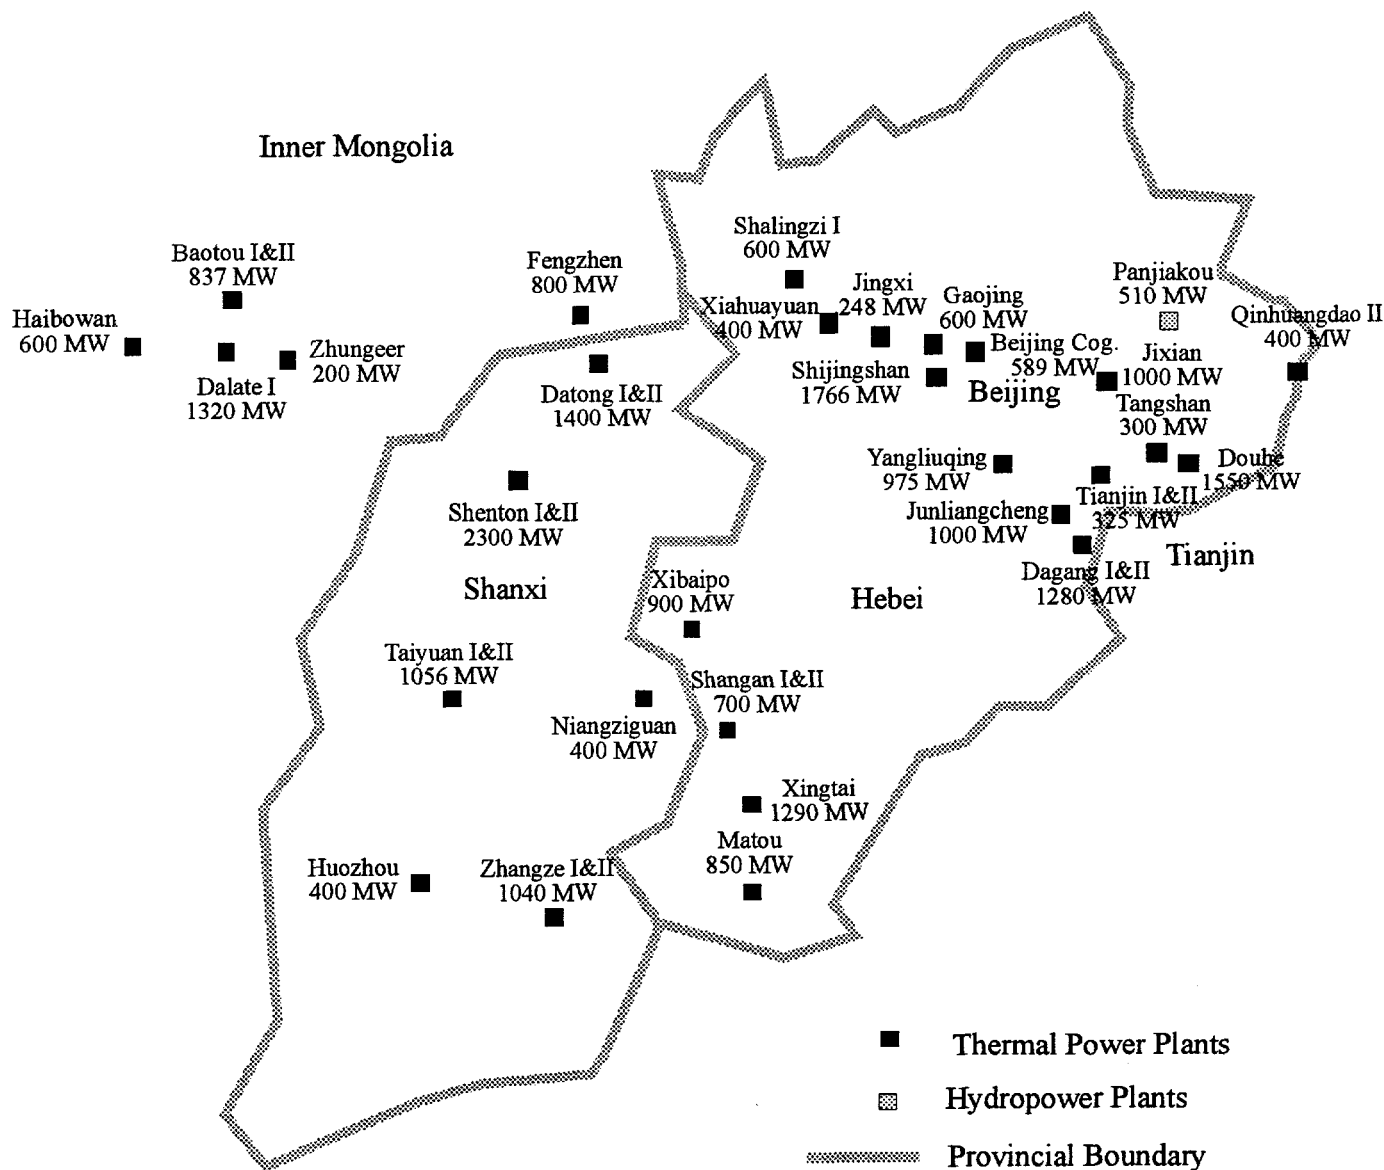 Inner Mongolia
Baotou I&II
837 MW
Haibowan
600 MW
Dalate I
1320 MW
Zhungeer
200 MW
Fengzhen
800 MW
Datong I&II
1400 MW
Shenton I&II
2300 MW
Shanxi
Taiyuan I&II
1056 MW
Niangziguan
400 MW
Huozhou
400 MW
Zhangze I&II
1040 MW
Shalingzi I
600 MW
Xiahuayuan
400 MW
Jingxi
248 MW
Gaojing
600 MW
Shijingshan
1766 MW
Beijing Cog.
589 MW
Beijing
Panjiakou
510 MW
Qinhuangdao II
400 MW
Jixian
1000 MW
Tangshan
300 MW
Douhe
1550 MW
Yangliuqing
975 MW
Tianjin I&II
325 MW
Junliangcheng
1000 MW
Dagang I&II
1280 MW
Tianjin
Hebei
Xibaipo
900 MW
Shangan I&II
700 MW
Xingtai
1290 MW
Matou
850 MW
Thermal Power Plants
Hydropower Plants
Provincial Boundary